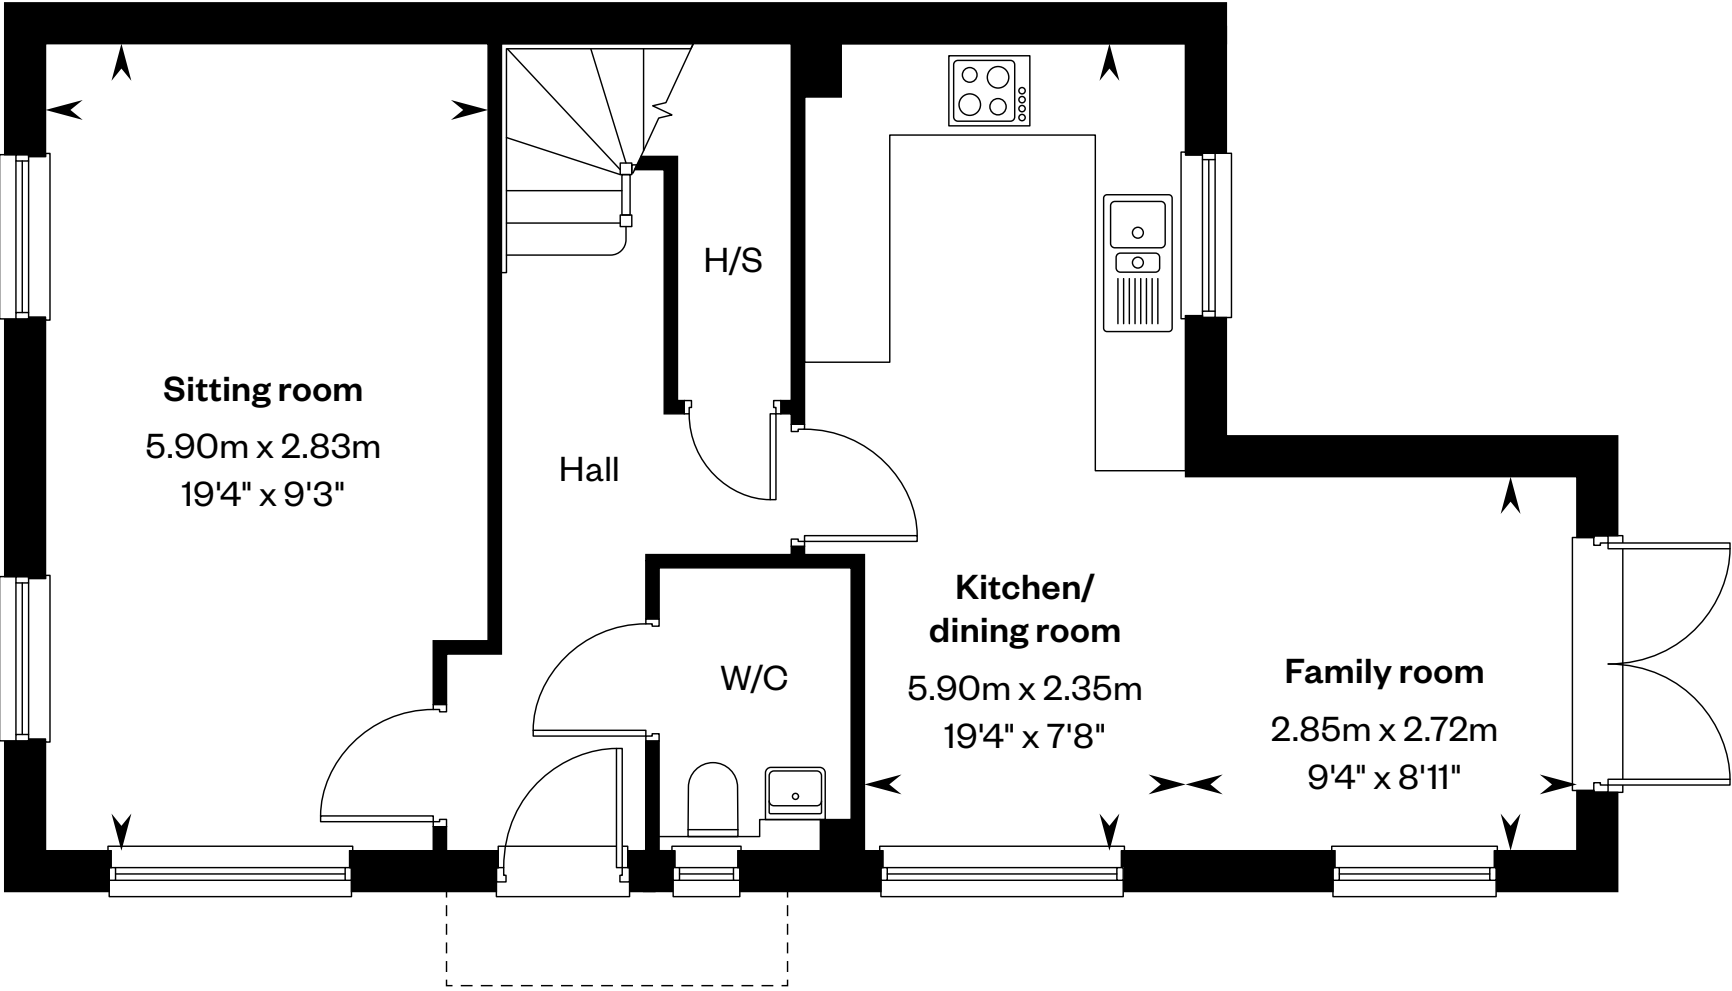 Sitting room
5.90m x 2.83m
19'4" x 9'3"
Hall
H/S
W/C
Kitchen/
dining room
5.90m x 2.35m
19'4" x 7'8"
Family room
2.85m x 2.72m
9'4" x 8'11"